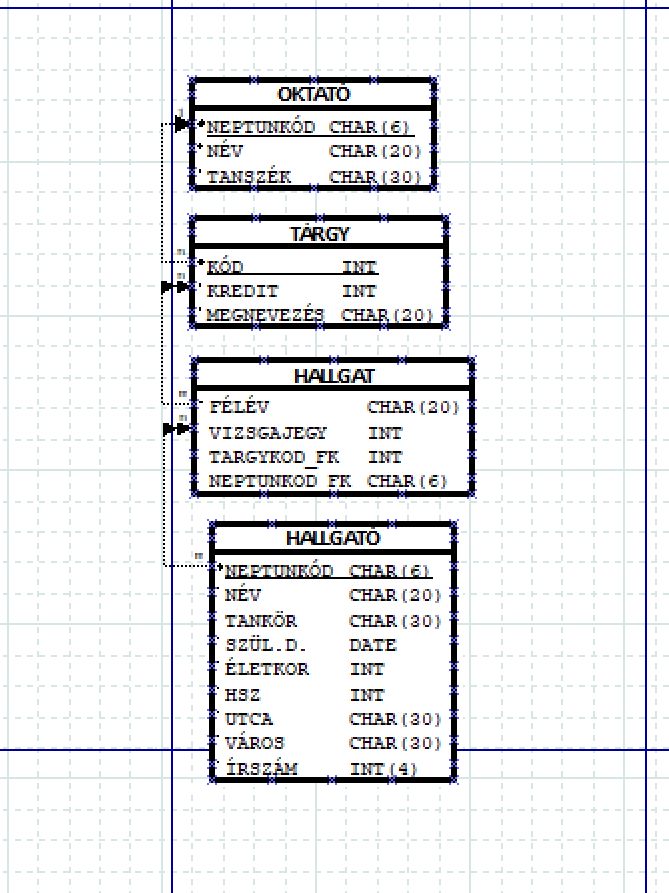 OKTATÓ
NEPTUNKÓD CHAR(6)
NÉV CHAR(20)
TANSZÉK CHAR(30)
n
TÁRGY
KÓD INT
n
KREDIT INT
MEGNEVEZÉS CHAR(20)
HALLGAT
m
FÉLÉV CHAR(20)
n
VIZSGAJEGY INT
TARGYKOD_FK INT
NEPTUNKOD_FK CHAR(6)
HALLGATÓ
m
NEPTUNKÓD CHAR(6)
NÉV CHAR(20)
TANKÖR CHAR(30)
SZÜL.D. DATE
ÉLETKOR INT
HSZ INT
UTCA CHAR(30)
VÁROS CHAR(30)
ÍRSZÁM INT(4)